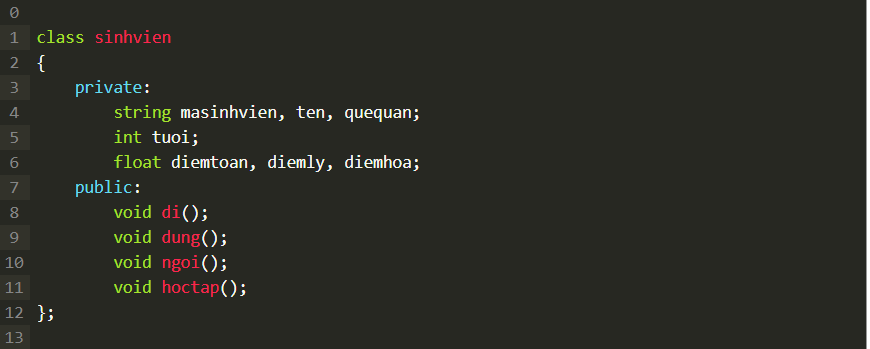 0
1 class sinhvien
2 {
3     private:
4         string masinhvien, ten, quequan;
5         int tuoi;
6         float diemtoan, diemly, diemhoa;
7     public:
8         void di();
9         void dung();
10         void ngoi();
11         void hoctap();
12 };
13